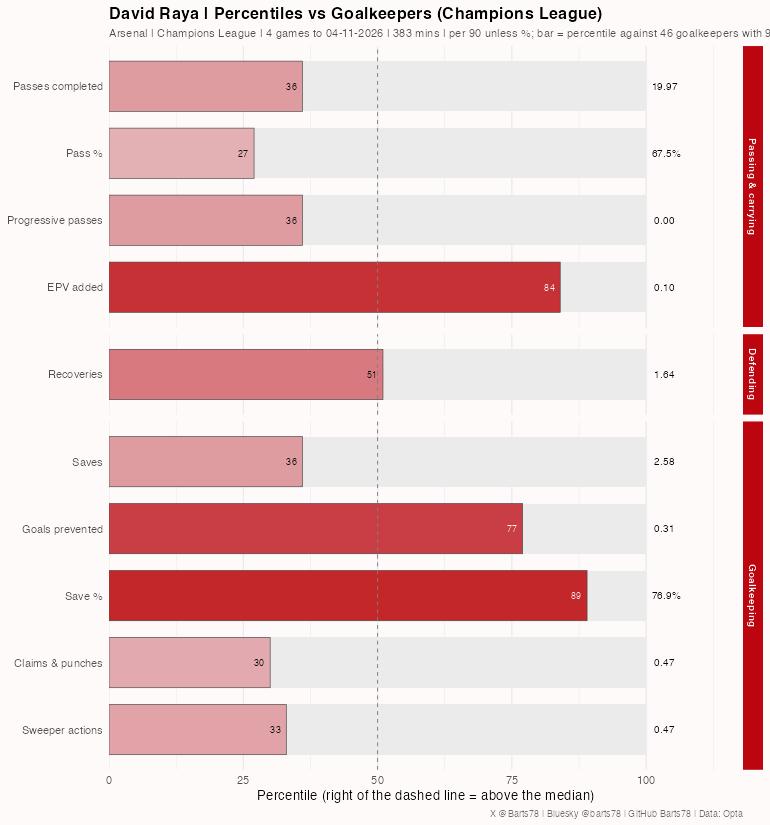 David Raya | Percentiles vs Goalkeepers (Champions League)
Arsenal | Champions League | 4 games to 04-11-2026 | 383 mins | per 90 unless %; bar = percentile against 46 goalkeepers with 9
Passes completed 36 19.97
Pass % 27 67.5%
Progressive passes 36 0.00
EPV added 84 0.10
Passing & carrying
Recoveries 51 1.64
Defending
Saves 36 2.58
Goals prevented 77 0.31
Save % 89 76.9%
Claims & punches 30 0.47
Sweeper actions 33 0.47
Goalkeeping
0 25 50 75 100
Percentile (right of the dashed line = above the median)
X @Barts78 | Bluesky @barts78 | GitHub Barts78 | Data: Opta